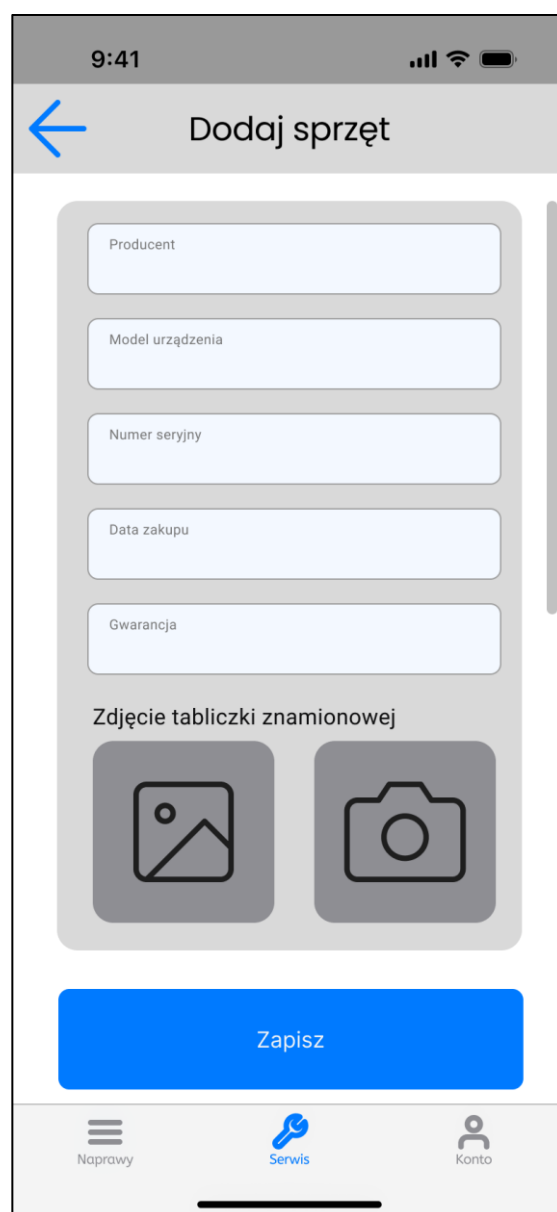 9:41
Dodaj sprzęt
Producent
Model urządzenia
Numer seryjny
Data zakupu
Gwarancja
Zdjęcie tabliczki znamionowej
Zapisz
Naprawy Serwis Konto